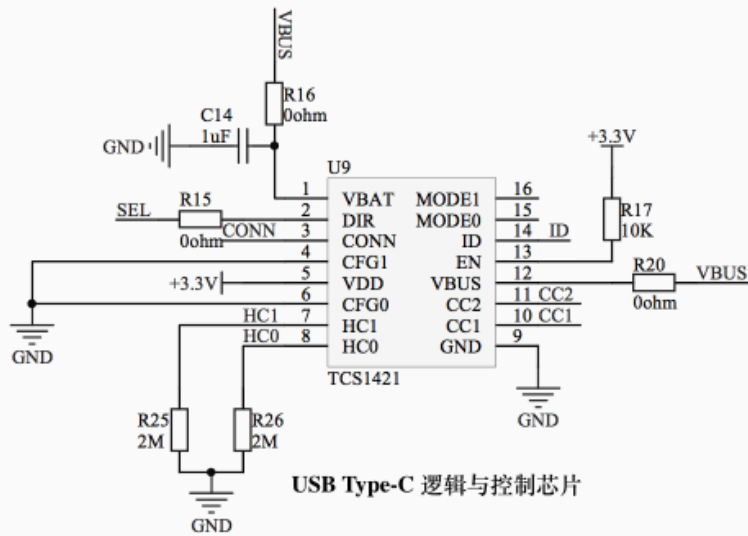 VBUS
R16
0ohm
C14
1uF
GND
U9
+3.3V
R17
10K
1 VBAT MODE1 16
SEL R15 2 DIR MODE0 15
0ohm CONN 3 CONN ID 14 ID
4 CFG1 EN 13
+3.3V 5 VDD VBUS 12 R20 VBUS
0ohm
6 CFG0 CC2 11 CC2
HC1 7 HC1 CC1 10 CC1
HC0 8 HC0 GND 9
GND
TCS1421
GND
R25
2M
R26
2M
USB Type-C 逻辑与控制芯片
GND